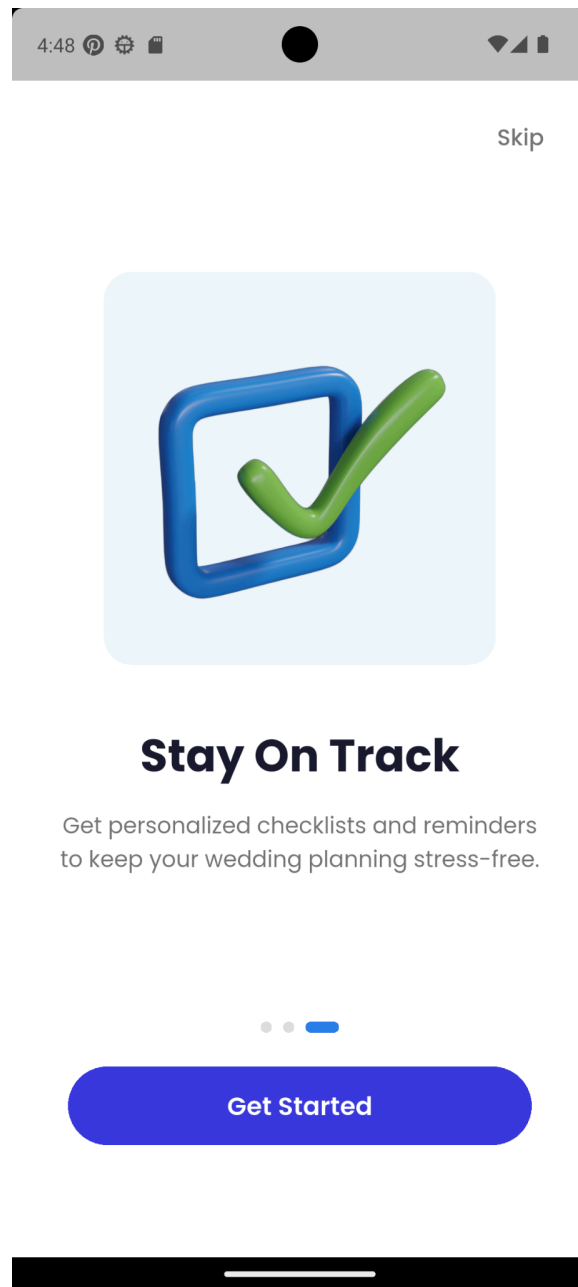 4:48
Skip
Stay On Track
Get personalized checklists and reminders
to keep your wedding planning stress-free.
Get Started